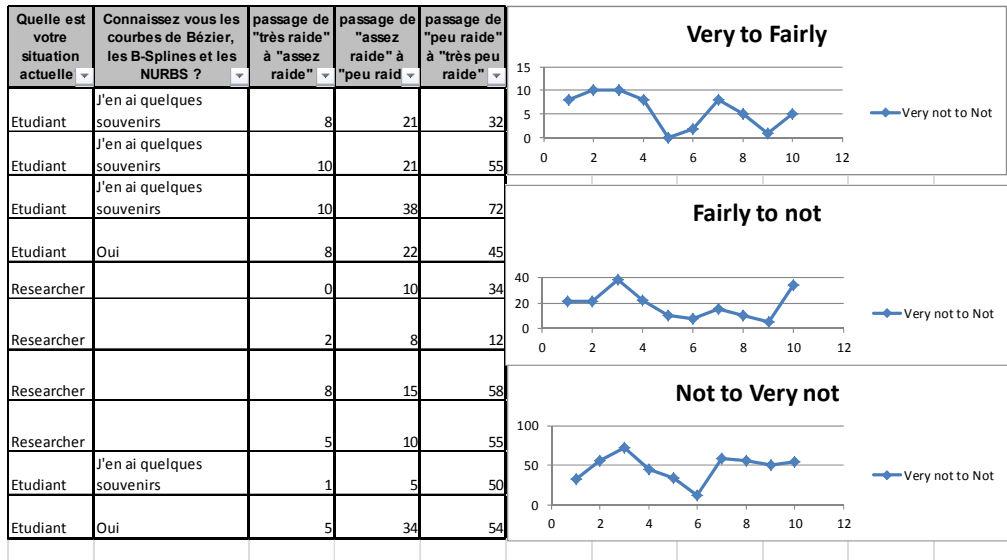 Quelle est votre situation actuelle
Connaissez vous les courbes de Bézier, les B-Splines et les NURBS ?
passage de "très raide" à "assez raide"
passage de "assez raide" à "peu raid
passage de "peu raide" à "très peu raide"
Etudiant J'en ai quelques souvenirs 8 21 32
Etudiant J'en ai quelques souvenirs 10 21 55
Etudiant J'en ai quelques souvenirs 10 38 72
Etudiant Oui 8 22 45
Researcher 0 10 34
Researcher 2 8 12
Researcher 8 15 58
Researcher 5 10 55
Etudiant J'en ai quelques souvenirs 1 5 50
Etudiant Oui 5 34 54
Very to Fairly
15
10
5
0
0 2 4 6 8 10 12
Very not to Not
Fairly to not
40
20
0
0 2 4 6 8 10 12
Very not to Not
Not to Very not
100
50
0
0 2 4 6 8 10 12
Very not to Not